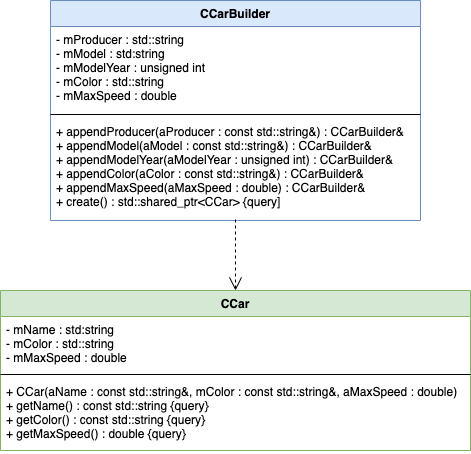 CCarBuilder
- mProducer : std::string
- mModel : std:string
- mModelYear : unsigned int
- mColor : std::string
- mMaxSpeed : double
+ appendProducer(aProducer : const std::string&) : CCarBuilder&
+ appendModel(aModel : const std::string&) : CCarBuilder&
+ appendModelYear(aModelYear : unsigned int) : CCarBuilder&
+ appendColor(aColor : const std::string&) : CCarBuilder&
+ appendMaxSpeed(aMaxSpeed : double) : CCarBuilder&
+ create() : std::shared_ptr<CCar> {query]
CCar
- mName : std:string
- mColor : std::string
- mMaxSpeed : double
+ CCar(aName : const std::string&, mColor : const std::string&, aMaxSpeed : double)
+ getName() : const std::string {query}
+ getColor() : const std::string {query}
+ getMaxSpeed() : double {query}